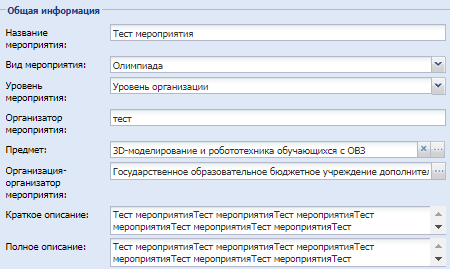 Общая информация
Название мероприятия: Тест мероприятия
Вид мероприятия: Олимпиада
Уровень мероприятия: Уровень организации
Организатор мероприятия: тест
Предмет: 3D-моделирование и робототехника обучающихся с ОВЗ
Организация-организатор мероприятия: Государственное образовательное бюджетное учреждение дополнител
Краткое описание: Тест мероприятияТест мероприятияТест мероприятияТест
мероприятияТест мероприятияТест мероприятияТест
Полное описание: Тест мероприятияТест мероприятияТест мероприятияТест
мероприятияТест мероприятияТест мероприятияТест